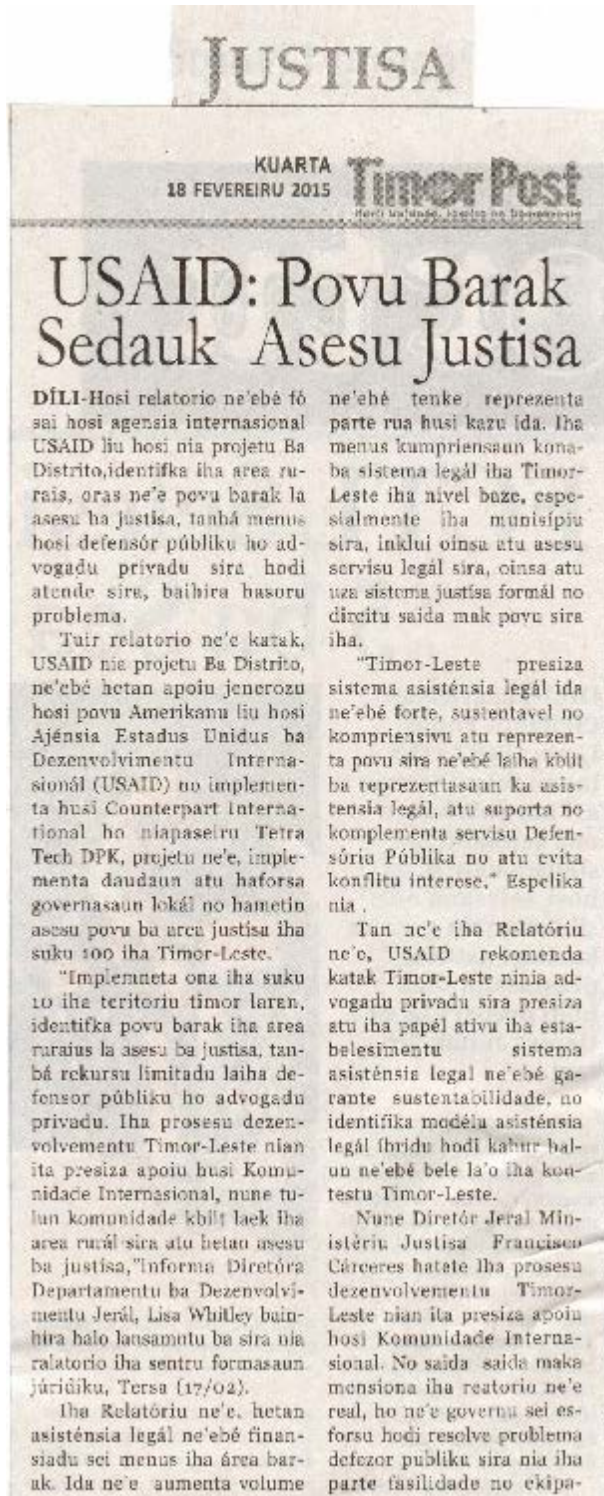 JUSTISA
KUARTA
18 FEVEREIRU 2015
Timor Post
USAID: Povu Barak
Sedauk Asesu Justisa
DÍLI-Hosi relatorio ne'ebé fó
sai hosi agensia internasional
USAID liu hosi nia projetu Ba
Distrito,identifka iha area ru-
rais, oras ne'e povu barak la
asesu ba justisa, tanbá menus
hosi defensór públiku ho ad-
vogadu privadu sira hodi
atende sira, baihira hasoru
problema.
Tuir relatorio ne'e katak,
USAID nia projetu Ba Distrito,
ne'ebé hetan apoiu jenerozu
hosi povu Amerikanu liu hosi
Ajénsia Estadus Unidus ba
Dezenvolvimentu Interna-
sionál (USAID) no implemen-
ta husi Counterpart Interna-
tional ho niapaseiru Tetra
Tech DPK, projetu ne'e, imple-
menta daudaun atu haforsa
governasaun lokál no hametin
asesu povu ba area justisa iha
suku 100 iha Timor-Leste.
"Implemneta ona iha suku
10 iha teritoriu timor laran,
identifka povu barak iha area
ruraius la asesu ba justisa, tan-
bá rekursu limitadu laiha de-
fensor públiku ho advogadu
privadu. Iha prosesu dezen-
volvementu Timor-Leste nian
ita presiza apoiu husi Komu-
nidade Internasional, nune tu-
lun komunidade kbiit laek iha
area rurál sira atu hetan asesu
ba justisa,"informa Diretóra
Departamentu ba Dezenvolvi-
mentu Jerál, Lisa Whitley bain-
hira halo lansamntu ba sira nia
ralatorio iha sentru formasaun
júridiku, Tersa (17/02).
Iha Relatóriu ne'e, hetan
asisténsia legál ne'ebé finan-
siadu sei menus iha área bar-
ak. Ida ne'e aumenta volume
ne'ebé tenke reprezenta
parte rua husi kazu ida. Iha
menus kumpriensaun kona-
ba sistema legál iha Timor-
Leste iha nivel baze, espe-
sialmente iha munisípiu
sira, inklui oinsa atu asesu
servisu legál sira, oinsa atu
uza sistema justisa formál no
direitu saida mak povu sira
iha.
"Timor-Leste presiza
sistema asisténsia legál ida
ne'ebé forte, sustentavel no
kompriensivu atu reprezen-
ta povu sira ne'ebé laiha kbiit
ba reprezentasaun ka asis-
tensia legál, atu suporta no
komplementa servisu Defen-
sória Públika no atu evita
konflitu interese," Espelika
nia .
Tan ne'e iha Relatóriu
ne'e, USAID rekomenda
katak Timor-Leste ninia ad-
vogadu privadu sira presiza
atu iha papél ativu iha esta-
belesimentu sistema
asisténsia legal ne'ebé ga-
rante sustentabilidade, no
identifika modélu asisténsia
legál íbridu hodi kahur bal-
un ne'ebé bele la'o iha kon-
testu Timor-Leste.
Nune Diretór Jeral Min-
istériu Justisa Francisco
Cárceres hatete Iha prosesu
dezenvolvementu Timor-
Leste nian ita presiza apoiu
hosi Komunidade Interna-
sional. No saida saida maka
mensiona iha reatorio ne'e
real, ho ne'e governu sei es-
forsu hodi resolve problema
defezor publiku sira nia iha
parte fasilidade no ekipa-